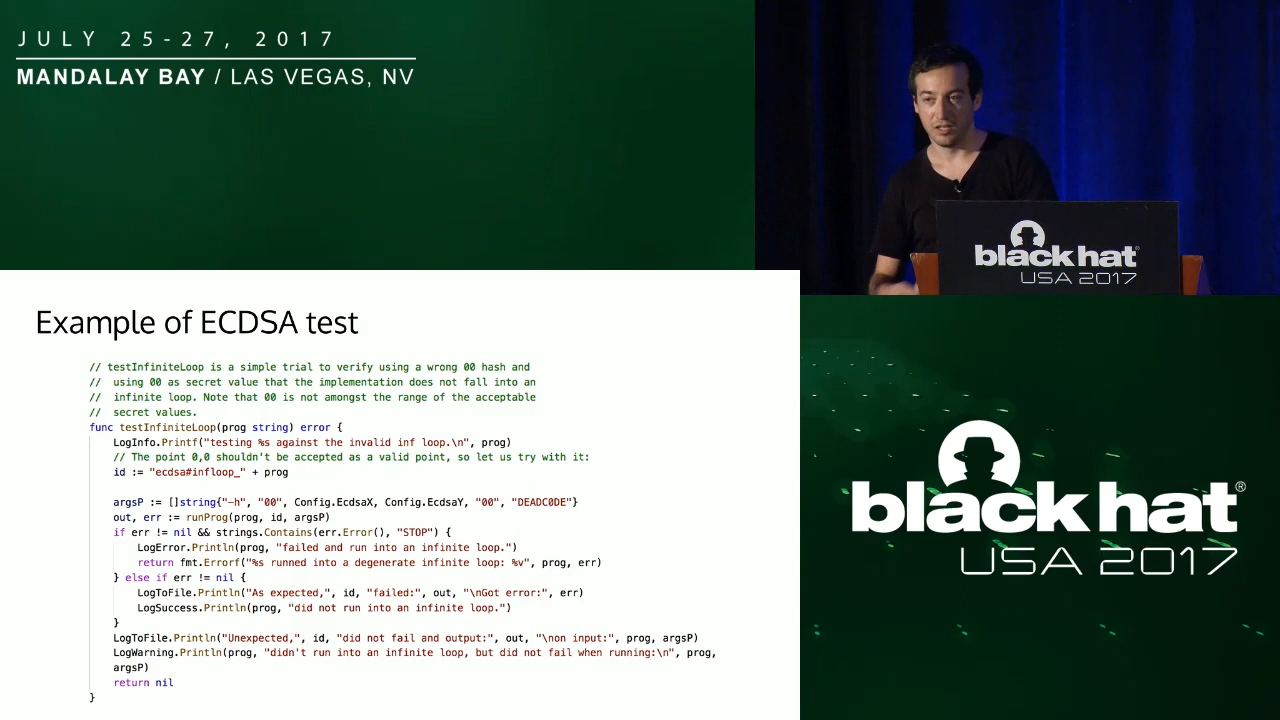 JULY 25-27, 2017
MANDALAY BAY / LAS VEGAS, NV
black hat®
USA 2017
Example of ECDSA test
// testInfiniteLoop is a simple trial to verify using a wrong 00 hash and
//  using 00 as secret value that the implementation does not fall into an
//  infinite loop. Note that 00 is not amongst the range of the acceptable
//  secret values.
func testInfiniteLoop(prog string) error {
    LogInfo.Printf("testing %s against the invalid inf loop.\n", prog)
    // The point 0,0 shouldn't be accepted as a valid point, so let us try with it:
    id := "ecdsa#infloop_" + prog
    argsP := []string{"-h", "00", Config.EcdsaX, Config.EcdsaY, "00", "DEADC0DE"}
    out, err := runProg(prog, id, argsP)
    if err != nil && strings.Contains(err.Error(), "STOP") {
        LogError.Println(prog, "failed and run into an infinite loop.")
        return fmt.Errorf("%s runned into a degenerate infinite loop: %v", prog, err)
    } else if err != nil {
        LogToFile.Println("As expected,", id, "failed:", out, "\nGot error:", err)
        LogSuccess.Println(prog, "did not run into an infinite loop.")
    }
    LogToFile.Println("Unexpected,", id, "did not fail and output:", out, "\non input:", prog, argsP)
    LogWarning.Println(prog, "didn't run into an infinite loop, but did not fail when running:\n", prog,
    argsP)
    return nil
}
black hat®
USA 2017